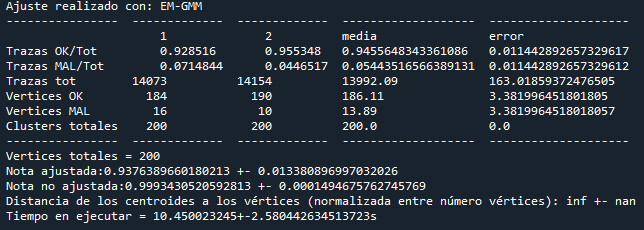 Ajuste realizado con: EM-GMM
--------------- --------- --------- ------------------- --------------------
                1         2         media               error
Trazas OK/Tot   0.928516  0.955348  0.9455648343361086  0.011442892657329617
Trazas MAL/Tot  0.0714844 0.0446517 0.05443516566389131 0.011442892657329612
Trazas tot      14073     14154     13992.09            163.01859372476505
Vertices OK     184       190       186.11              3.381996451801805
Vertices MAL    16        10        13.89               3.3819964518018057
Clusters totales 200      200       200.0               0.0
--------------- --------- --------- ------------------- --------------------
Vertices totales = 200
Nota ajustada:0.9376389660180213 +- 0.013380896997032026
Nota no ajustada:0.9993430520592813 +- 0.0001494675762745769
Distancia de los centroides a los vértices (normalizada entre número vértices): inf +- nan
Tiempo en ejecutar = 10.450023245+-2.580442634513723s